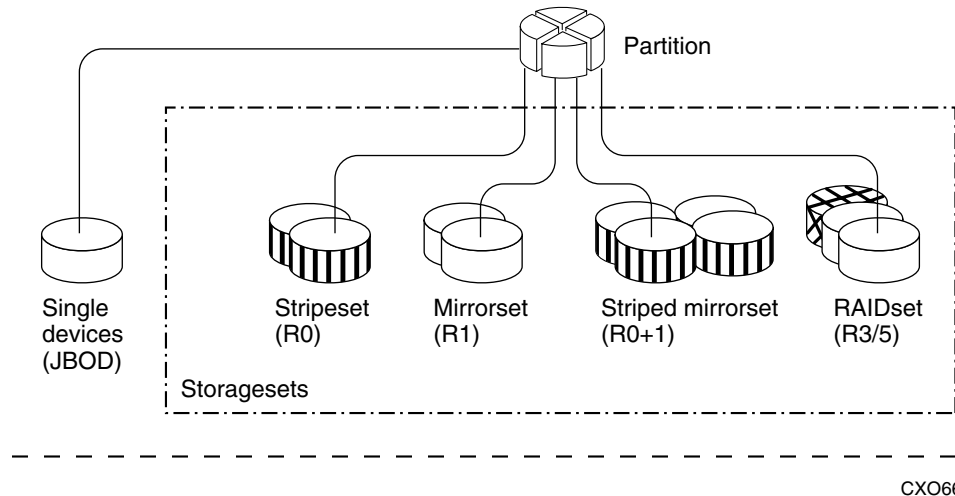 Partition
Single
devices
(JBOD)
Stripeset
(R0)
Mirrorset
(R1)
Striped mirrorset
(R0+1)
RAIDset
(R3/5)
Storagesets